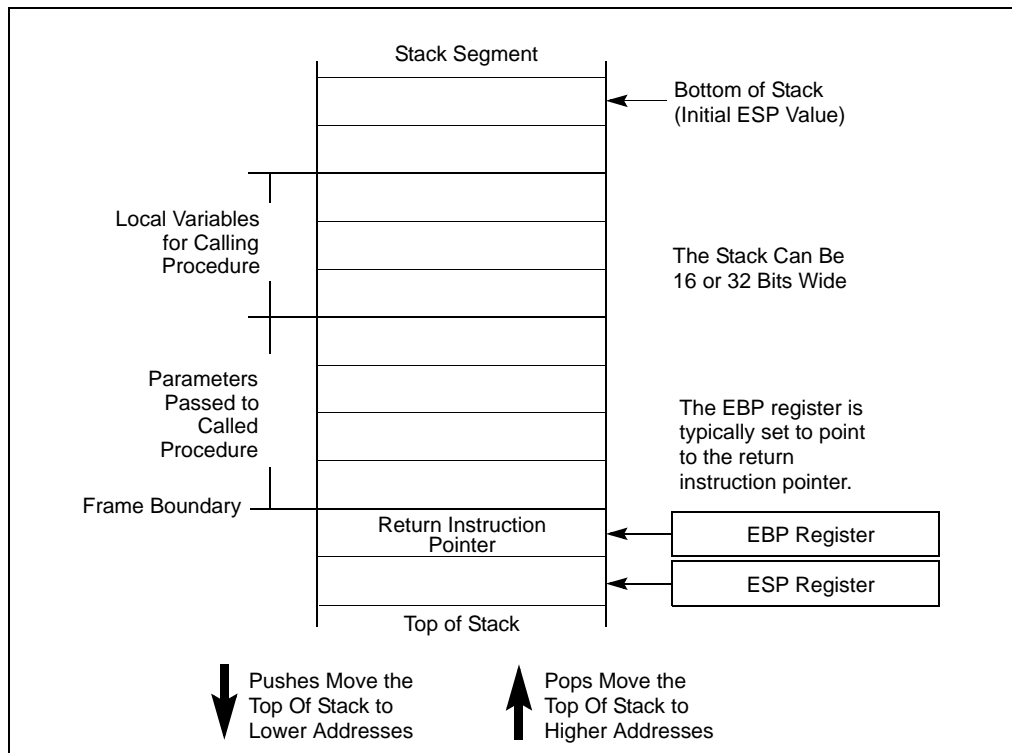 Stack Segment
Bottom of Stack
(Initial ESP Value)
Local Variables
for Calling
Procedure
The Stack Can Be
16 or 32 Bits Wide
Parameters
Passed to
Called
Procedure
The EBP register is
typically set to point
to the return
instruction pointer.
Frame Boundary
Return Instruction
Pointer
EBP Register
ESP Register
Top of Stack
Pushes Move the
Top Of Stack to
Lower Addresses
Pops Move the
Top Of Stack to
Higher Addresses